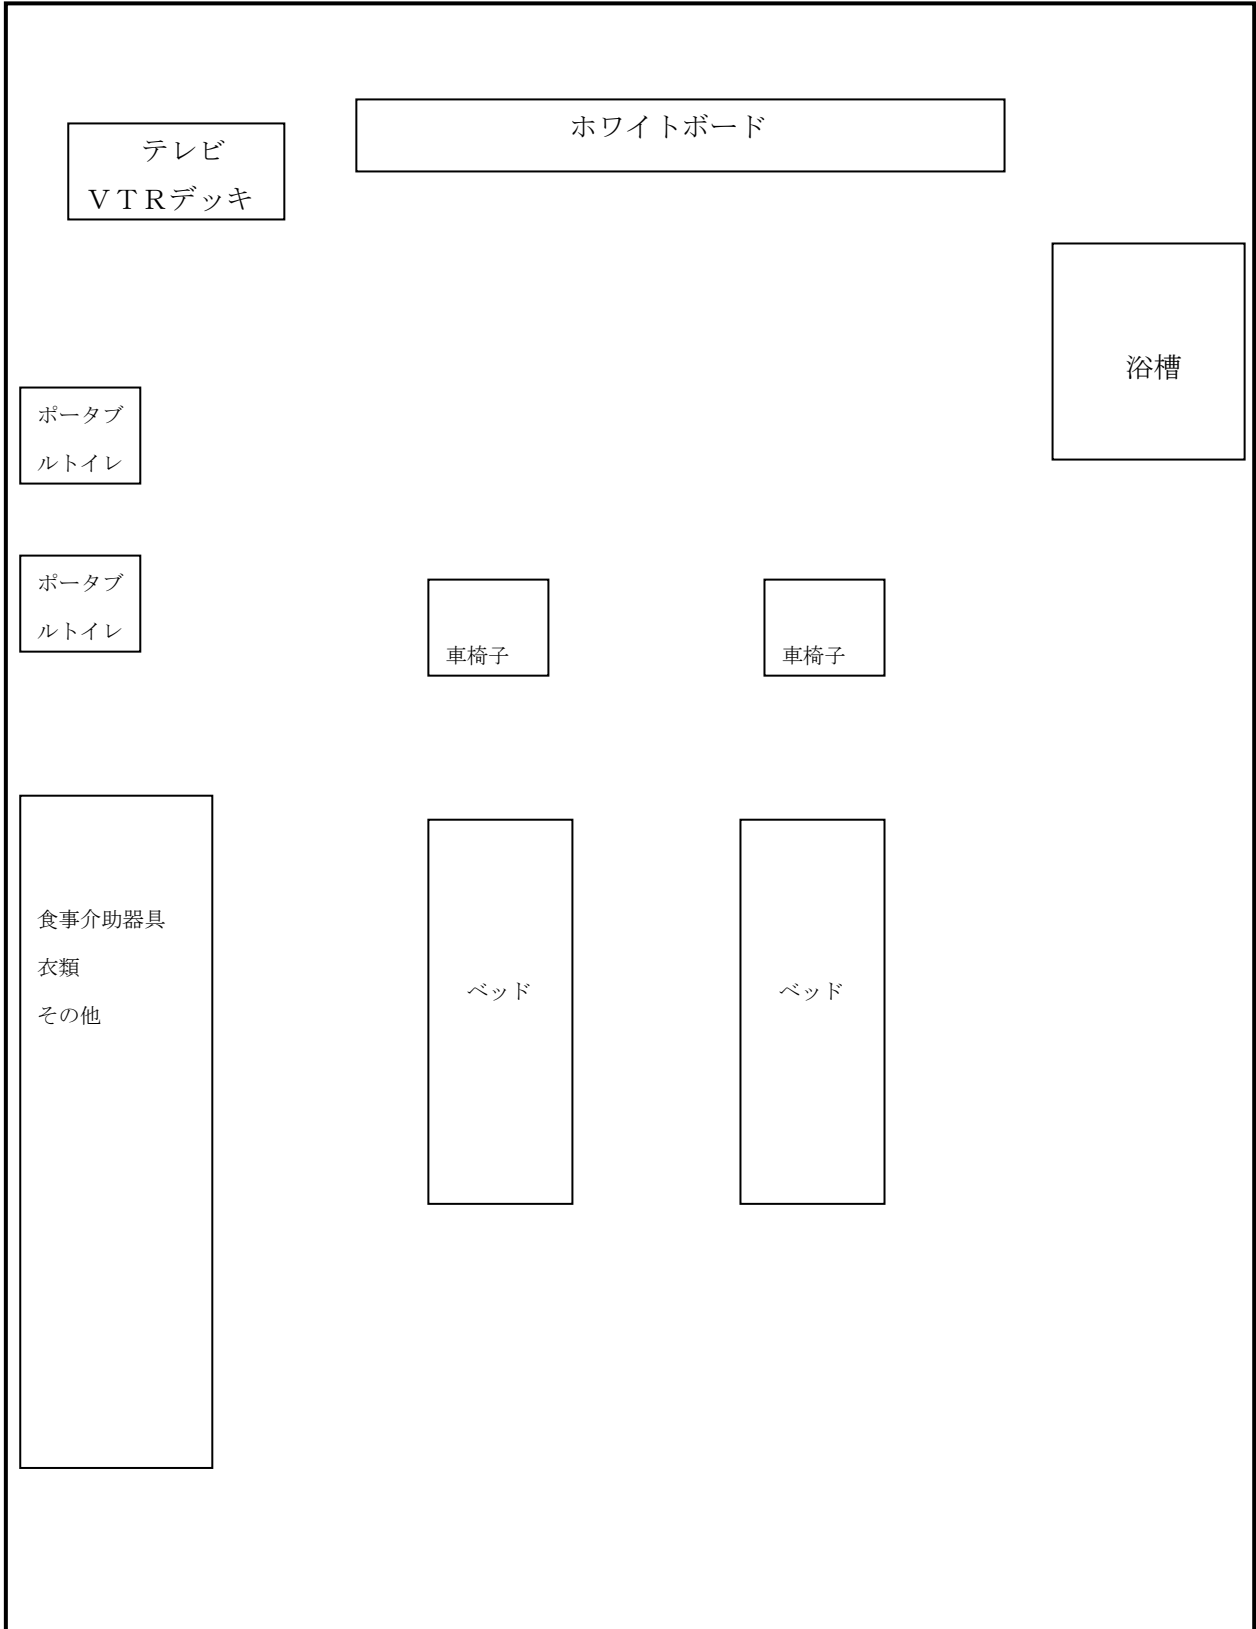 ホワイトボード
テレビ
ＶＴＲデッキ
浴槽
ポータブ
ルトイレ
ポータブ
ルトイレ
車椅子
車椅子
食事介助器具
衣類
その他
ベッド
ベッド